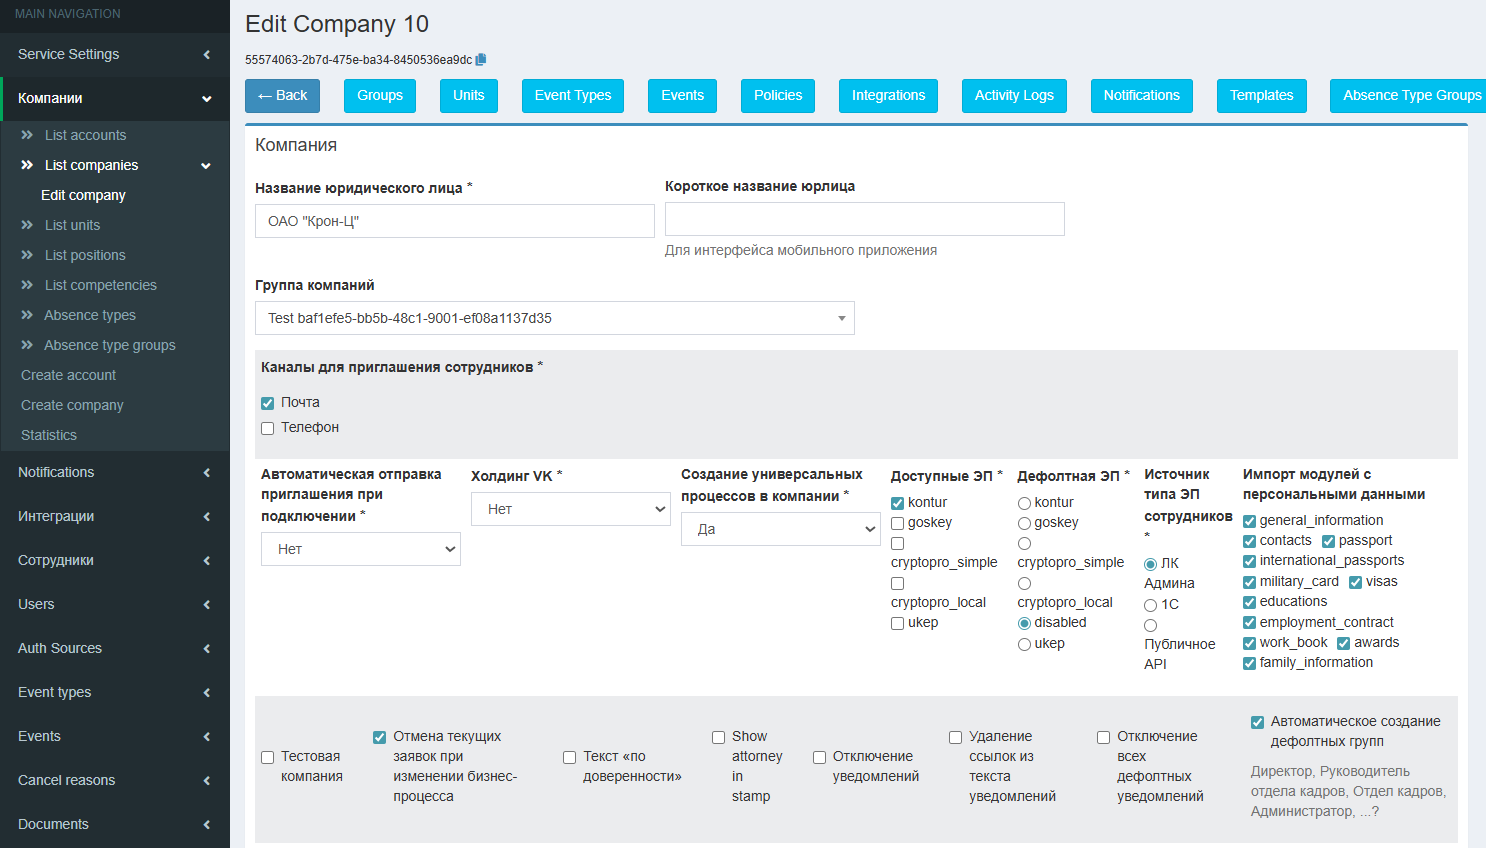 MAIN NAVIGATION
Service Settings
Компании
List accounts
List companies
Edit company
List units
List positions
List competencies
Absence types
Absence type groups
Create account
Create company
Statistics
Notifications
Интеграции
Сотрудники
Users
Auth Sources
Event types
Events
Cancel reasons
Documents
Edit Company 10
55574063-2b7d-475e-ba34-8450536ea9dc
← Back
Groups
Units
Event Types
Events
Policies
Integrations
Activity Logs
Notifications
Templates
Absence Type Groups
Компания
Название юридического лица *
ОАО "Крон-Ц"
Короткое название юрлица
Для интерфейса мобильного приложения
Группа компаний
Test baf1efe5-bb5b-48c1-9001-ef08a1137d35
Каналы для приглашения сотрудников *
Почта
Телефон
Автоматическая отправка
приглашения при
подключении *
Нет
Холдинг VK *
Нет
Создание универсальных
процессов в компании *
Да
Доступные ЭП *
kontur
goskey
cryptopro_simple
cryptopro_local
ukep
Дефолтная ЭП *
kontur
goskey
cryptopro_simple
cryptopro_local
disabled
ukep
Источник
типа ЭП
сотрудников
*
ЛК
Админа
1С
Публичное
API
Импорт модулей с
персональными данными
general_information
contacts passport
international_passports
military_card visas
educations
employment_contract
work_book awards
family_information
Тестовая
компания
Отмена текущих
заявок при
изменении бизнес-
процесса
Текст «по
доверенности»
Show
attorney
in
stamp
Отключение
уведомлений
Удаление
ссылок из
текста
уведомлений
Отключение
всех
дефолтных
уведомлений
Автоматическое создание
дефолтных групп
Директор, Руководитель
отдела кадров, Отдел кадров,
Администратор, ...?